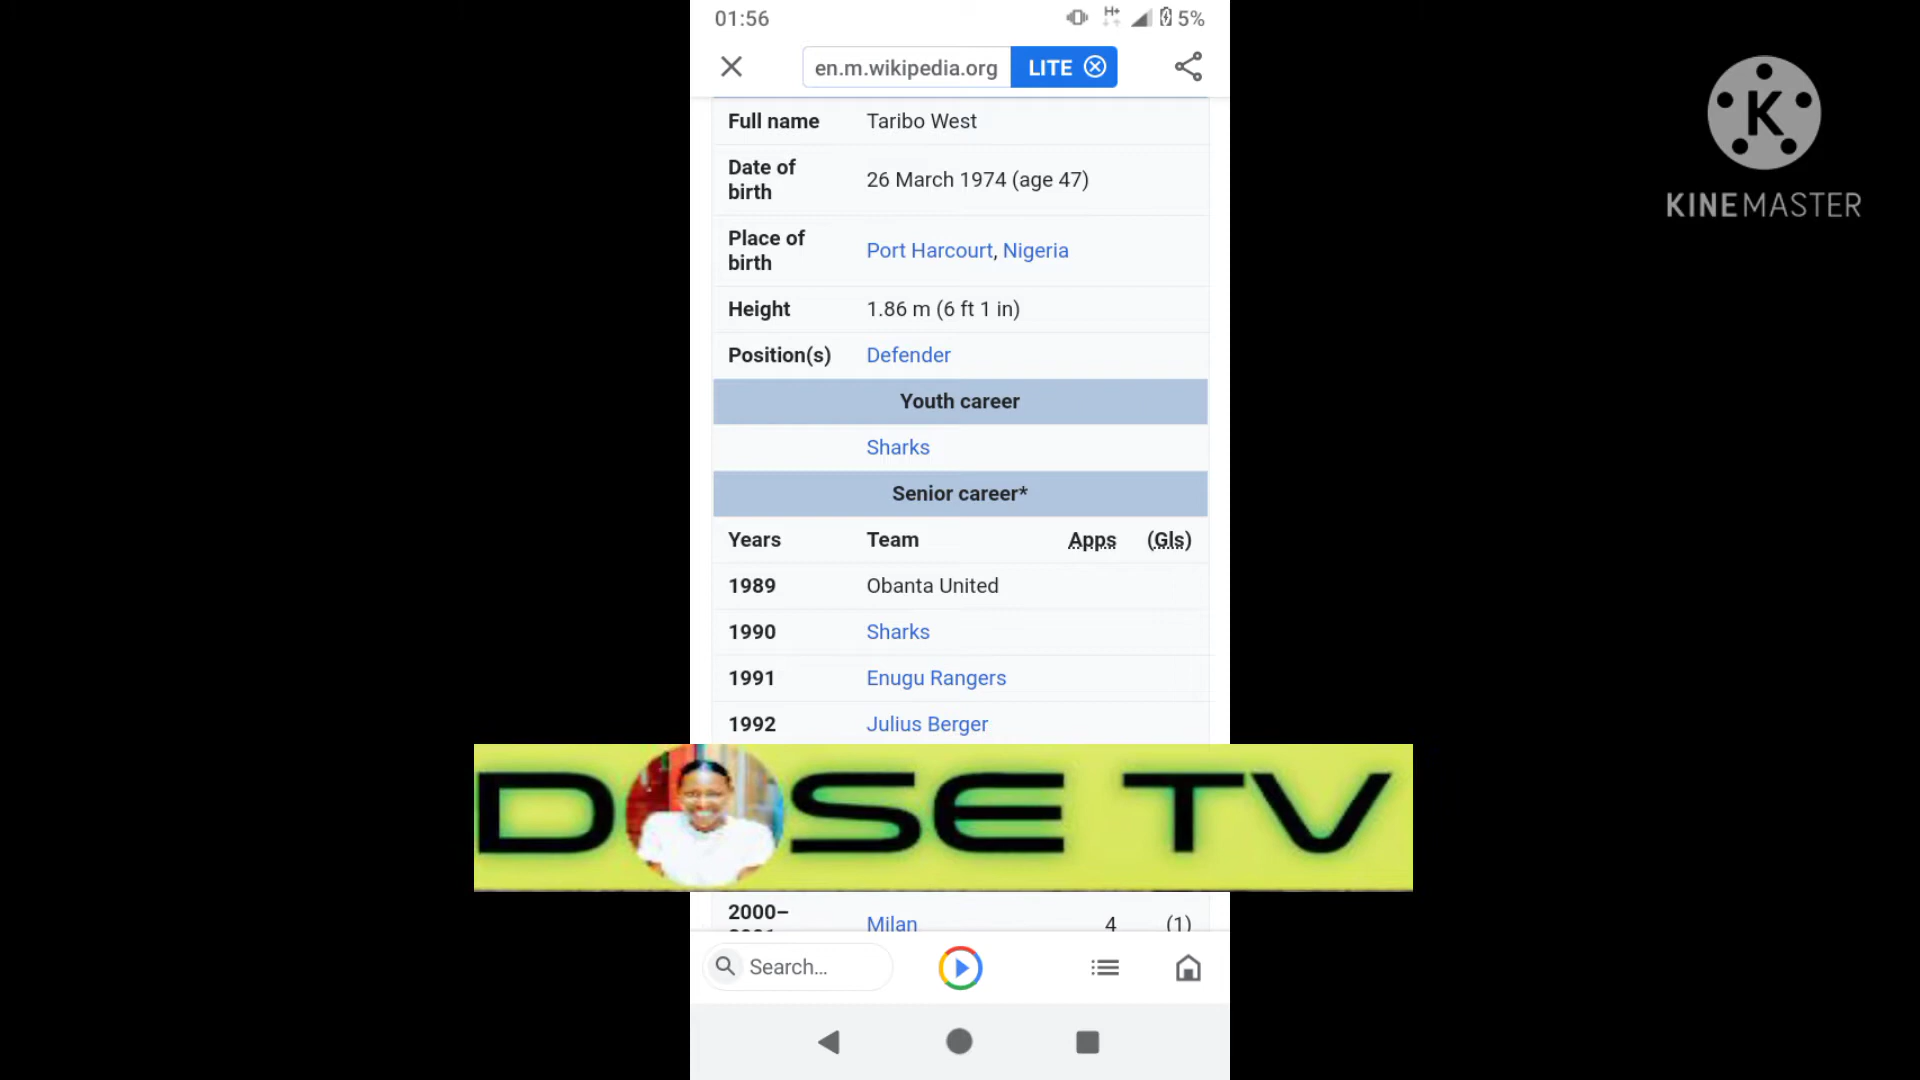 01:56 H+ 5%
en.m.wikipedia.org LITE
K
KINEMASTER
Full name Taribo West
Date of birth 26 March 1974 (age 47)
Place of birth Port Harcourt, Nigeria
Height 1.86 m (6 ft 1 in)
Position(s) Defender
Youth career
Sharks
Senior career*
Years Team Apps (Gls)
1989 Obanta United
1990 Sharks
1991 Enugu Rangers
1992 Julius Berger
DOSE TV
2000– Milan 4 (1)
Search...